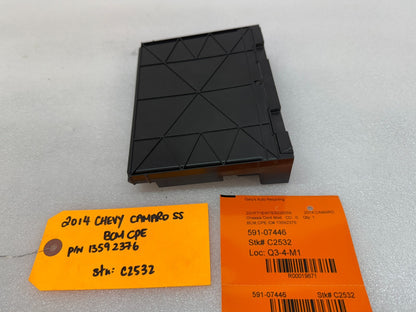 2014 CHEVY CAMARO SS
BCM CPE
P/N 13592376
stk: C2532
591-07446
Stk# C2532
Loc: Q3-4-M1
R00019871
591-07446 Stk# C2532